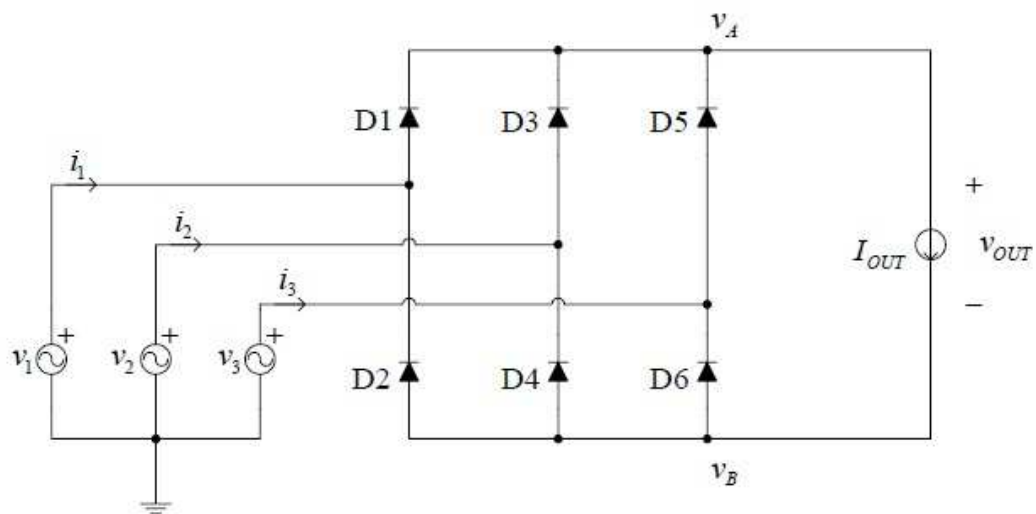 v_A
D1 D3 D5
i_1
+
i_2
I_OUT v_OUT
i_3
−
+ + +
v_1 v_2 v_3
D2 D4 D6
v_B